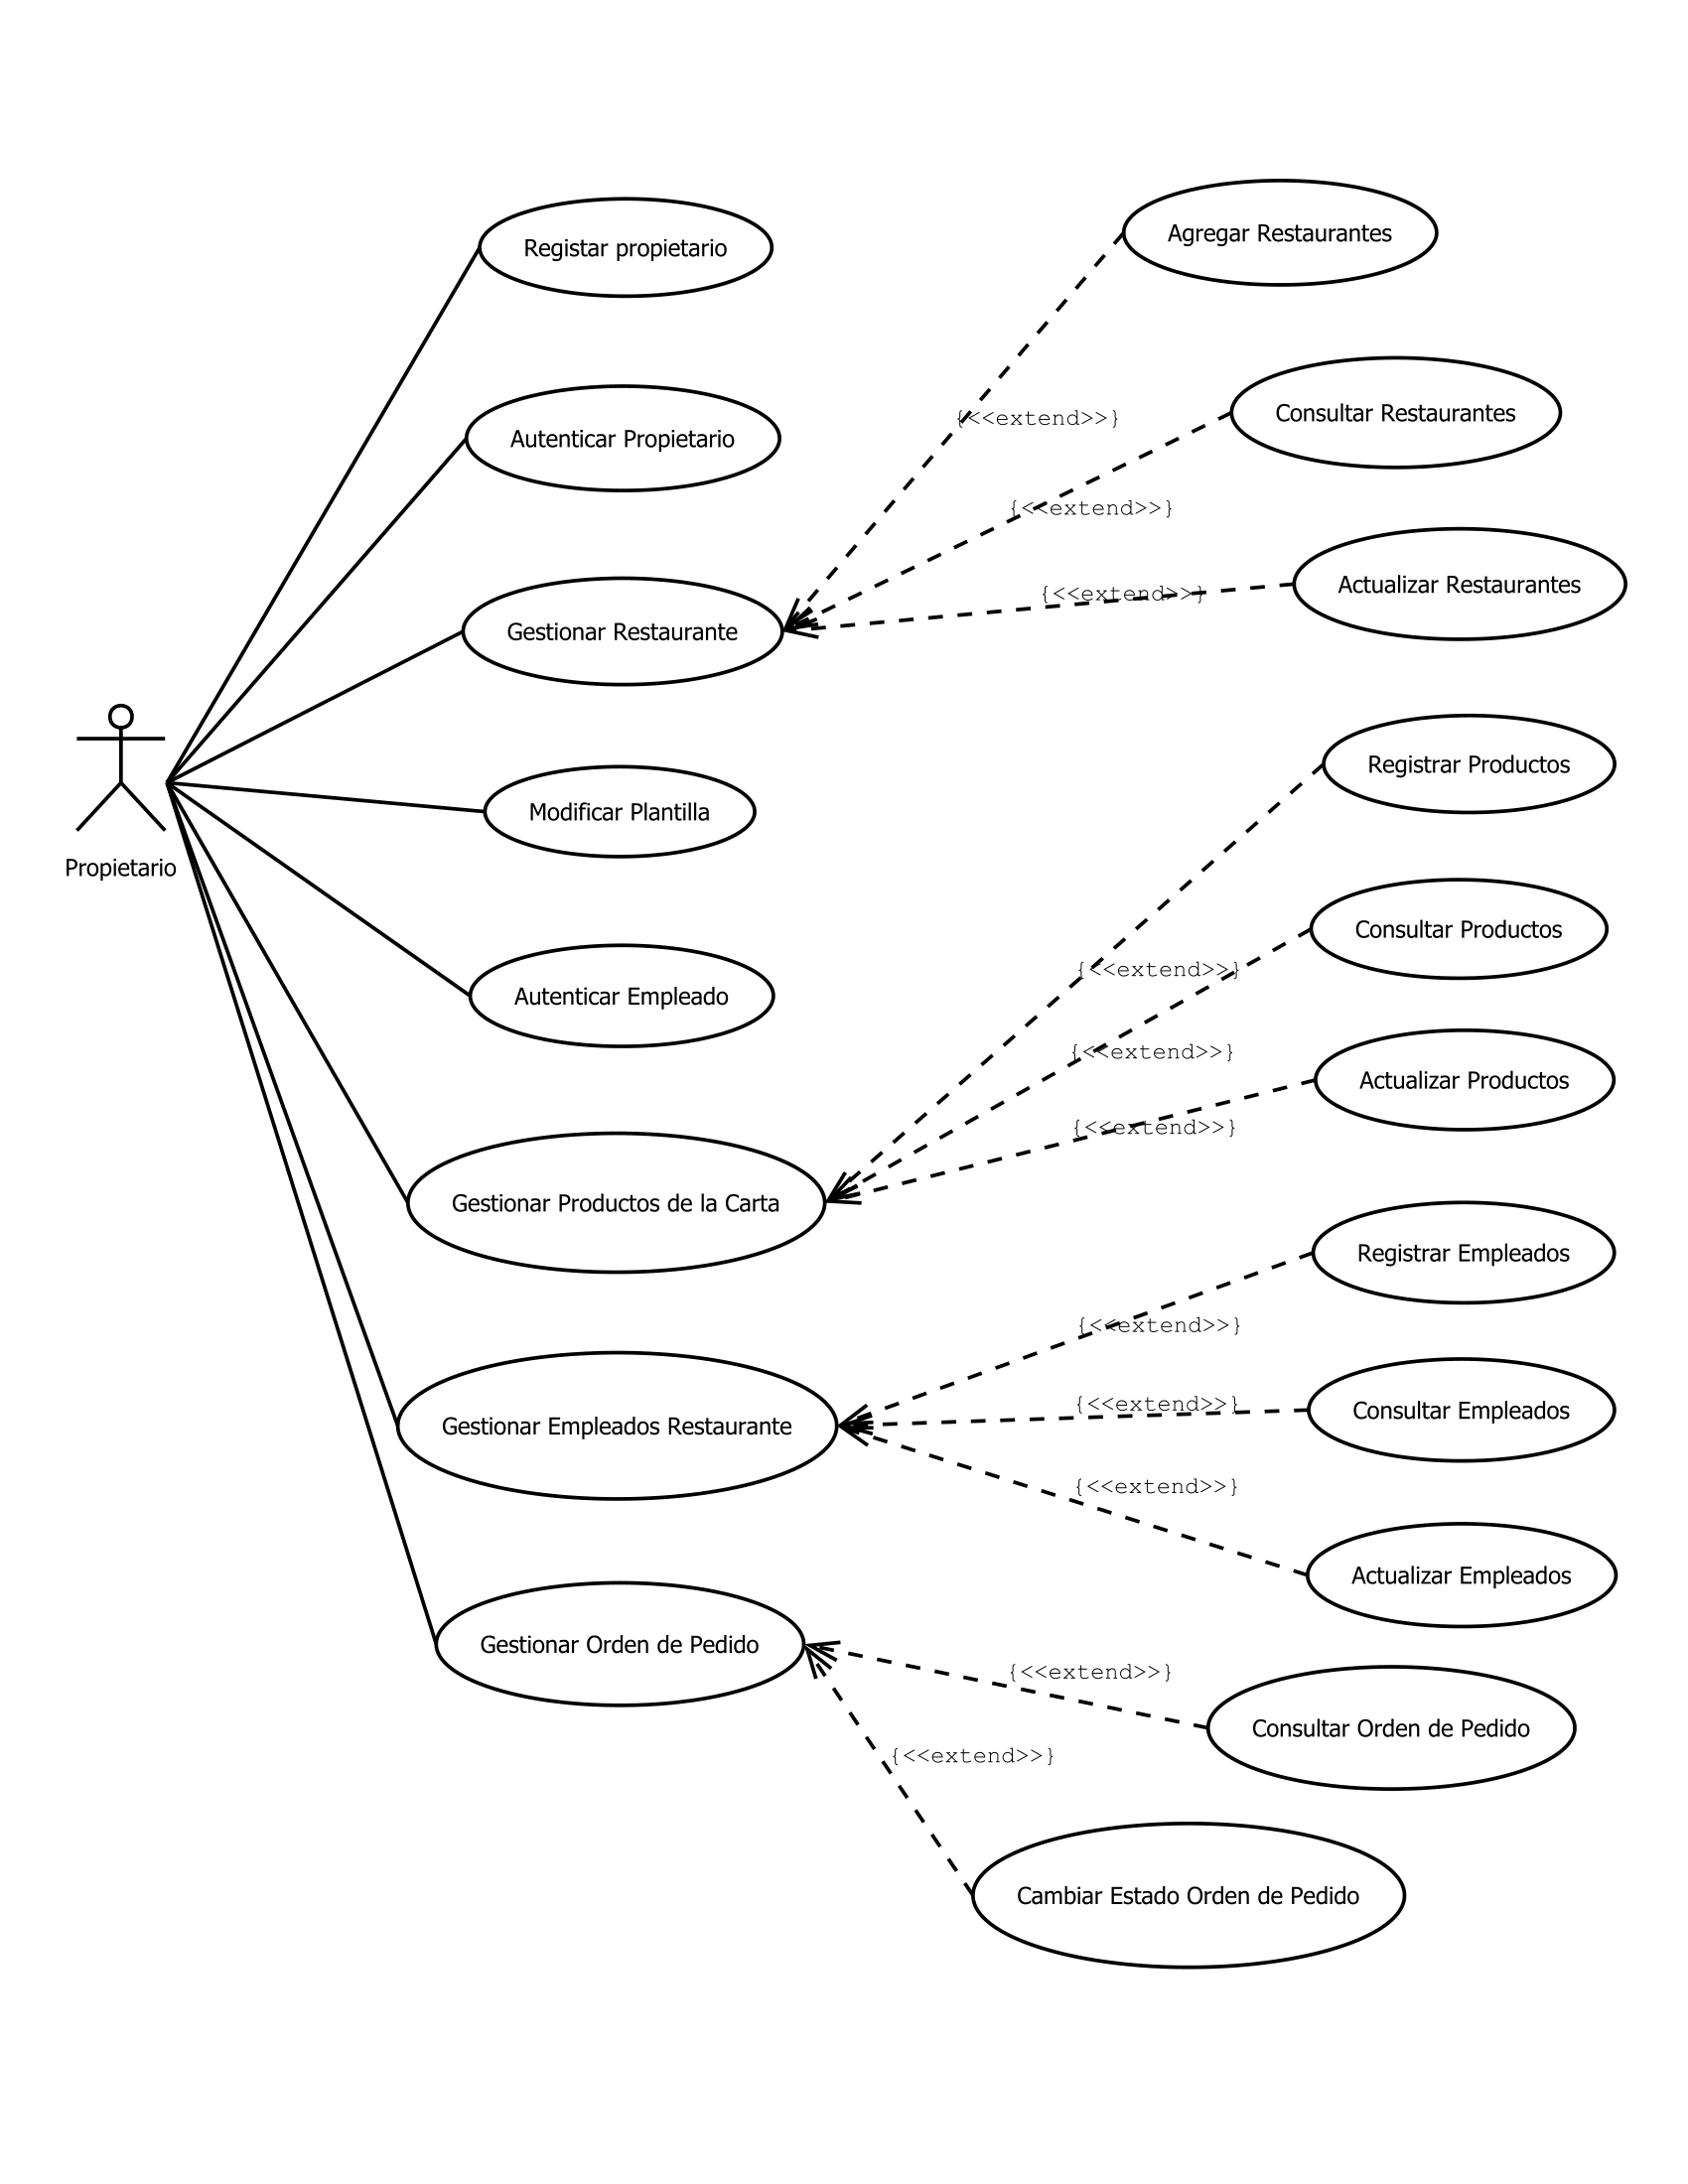 Registar propietario
Agregar Restaurantes
Autenticar Propietario
{<<extend>>}
Consultar Restaurantes
{<<extend>>}
Gestionar Restaurante
{<<extend>>}
Actualizar Restaurantes
Propietario
Modificar Plantilla
Registrar Productos
Autenticar Empleado
{<<extend>>}
Consultar Productos
{<<extend>>}
Actualizar Productos
{<<extend>>}
Gestionar Productos de la Carta
Registrar Empleados
{<<extend>>}
Gestionar Empleados Restaurante
{<<extend>>}
Consultar Empleados
{<<extend>>}
Actualizar Empleados
Gestionar Orden de Pedido
{<<extend>>}
Consultar Orden de Pedido
{<<extend>>}
Cambiar Estado Orden de Pedido